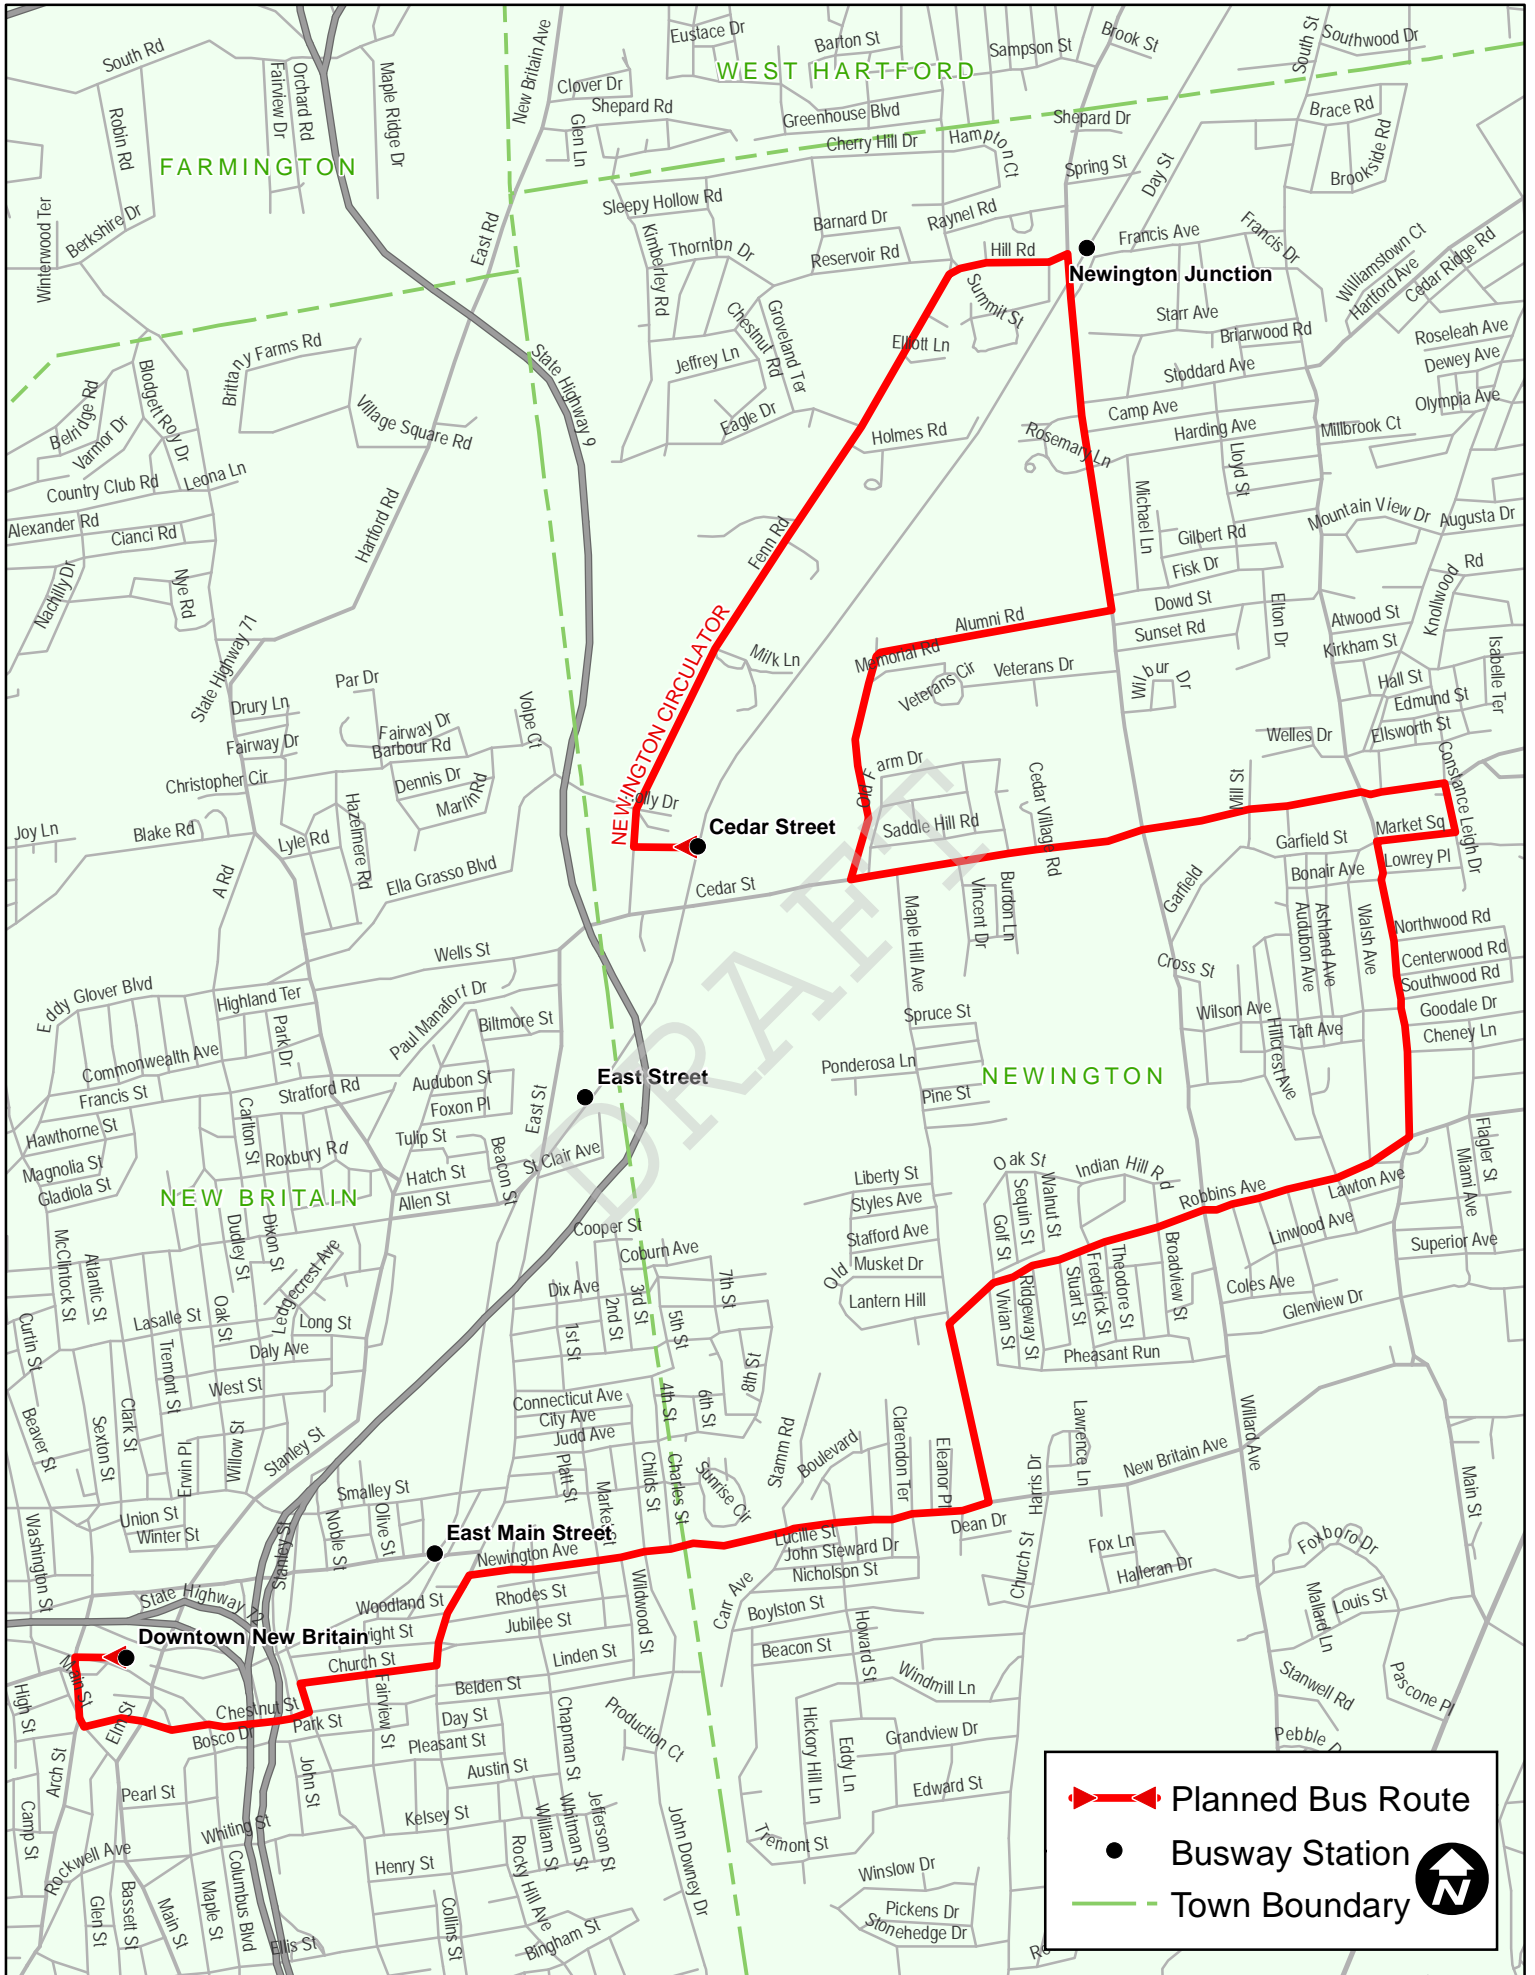 South Rd
Robin Rd
Fairview Dr
Orchard Rd
Maple Ridge Dr
New Britain Ave
Clover Dr
Shepard Rd
Glen Ln
Eustace Dr
Barton St
WEST HARTFORD
Greenhouse Blvd
Cherry Hill Dr
Sampson St
Brook St
South St
Southwood Dr
Shepard Dr
Hampton Ct
Spring St
Day St
Brace Rd
Brookside Rd
FARMINGTON
Winterwood Ter
Berkshire Dr
East Rd
Sleepy Hollow Rd
Kimberley Rd
Thornton Dr
Barnard Dr
Reservoir Rd
Raynel Rd
Hill Rd
Francis Ave
Francis Dr
Newington Junction
Williamstown Ct
Hartford Ave
Cedar Ridge Rd
Summit St
Starr Ave
Briarwood Rd
Stoddard Ave
Roseleah Ave
Dewey Ave
Olympia Ave
Chestnut Rd
Groveland Ter
Jeffrey Ln
Eagle Dr
Elliott Ln
Holmes Rd
Camp Ave
Harding Ave
Millbrook Ct
Rosemary Ln
Lloyd St
Michael Ln
Gilbert Rd
Fisk Dr
Mountain View Dr
Augusta Dr
Brittany Farms Rd
Village Square Rd
Belridge Rd
Varmor Dr
Blodgett Roy Dr
Country Club Rd
Leona Ln
Alexander Rd
Cianci Rd
Nachilly Dr
Nye Rd
Hartford Rd
State Highway 9
State Highway 71
Fenn Rd
NEWINGTON CIRCULATOR
Milk Ln
Memorial Rd
Alumni Rd
Veterans Cir
Veterans Dr
Dowd St
Sunset Rd
Wilbur Dr
Elton Dr
Atwood St
Kirkham St
Knollwood Rd
Isabelle Ter
Hall St
Edmund St
Ellsworth St
Welles Dr
Mill St
Constance Leigh Dr
Market Sq
Garfield St
Lowrey Pl
Bonair Ave
Drury Ln
Par Dr
Fairway Dr
Fairway Dr
Barbour Rd
Volpe Ct
Christopher Cir
Dennis Dr
Marlin Rd
Hazelmere Rd
Joy Ln
Blake Rd
Lyle Rd
A Rd
Ella Grasso Blvd
olly Dr
Cedar Street
Cedar St
Old Farm Dr
Saddle Hill Rd
Cedar Village Rd
Burdon Ln
Vincent Dr
Maple Hill Ave
Garfield
Audubon Ave
Ashland Ave
Walsh Ave
Northwood Rd
Centerwood Rd
Southwood Rd
Goodale Dr
Cheney Ln
Cross St
Wilson Ave
Taft Ave
Hillcrest Ave
Wells St
Eddy Glover Blvd
Highland Ter
Park Dr
Paul Manafort Dr
Biltmore St
Commonwealth Ave
Francis St
Stratford Rd
Audubon St
Foxon Pl
East St
East Street
Spruce St
Ponderosa Ln
Pine St
NEWINGTON
DRAFT
Hawthorne St
Magnolia St
Gladiola St
Carlton St
Roxbury Rd
Tulip St
Hatch St
Allen St
Beacon St
St Clair Ave
NEW BRITAIN
Liberty St
Styles Ave
Stafford Ave
Old Musket Dr
Lantern Hill
Oak St
Sequin St
Walnut St
Indian Hill Rd
Robbins Ave
Lawton Ave
Flagler St
Miami Ave
Linwood Ave
Superior Ave
Coles Ave
Glenview Dr
Golf St
Vivian St
Ridgeway St
Stuart St
Frederick St
Theodore St
Broadview St
Pheasant Run
McClintock St
Atlantic St
Dudley St
Dixon St
Ledgecrest Ave
Curtin St
Lasalle St
Oak St
Long St
Daly Ave
West St
Tremont St
Cooper St
Coburn Ave
Dix Ave
1st St
2nd St
3rd St
5th St
7th St
8th St
4th St
6th St
Connecticut Ave
City Ave
Judd Ave
Beaver St
Sexton St
Clark St
Erwin Pl
Willow St
Stanley St
Platt St
Market St
Childs St
Charles St
Sunrise Cir
Stamm Rd
Boulevard
Clarendon Ter
Eleanor Pl
Harris Dr
Lawrence Ln
New Britain Ave
Willard Ave
Main St
Smalley St
Union St
Winter St
Washington St
Stanley St
Noble St
Olive St
East Main Street
Newington Ave
Lucille St
John Steward Dr
Nicholson St
Dean Dr
Church St
Fox Ln
Halleran Dr
Foxboro Dr
Mallard Ln
Louis St
State Highway 72
Woodland St
Rhodes St
Jubilee St
Wildwood St
Carr Ave
Boylston St
Beacon St
Howard St
Downtown New Britain
ight St
Church St
Linden St
Belden St
Windmill Ln
Stanwell Rd
Pascone Pl
High St
Main St
Elm St
Chestnut St
Bosco Dr
Park St
Fairview St
Day St
Pleasant St
Chapman St
Production Ct
Hickory Hill Ln
Eddy Ln
Grandview Dr
Pebble D
Arch St
Pearl St
John St
Austin St
Edward St
Camp St
Rockwell Ave
Whiting St
Kelsey St
William St
Whitman St
Jefferson St
John Downey Dr
Tremont St
Henry St
Rocky Hill Ave
Winslow Dr
Glen St
Bassett St
Main St
Maple St
Columbus Blvd
Ellis St
Collins St
Bingham St
Pickens Dr
Stonehedge Dr
Ro
Planned Bus Route
Busway Station
Town Boundary
N